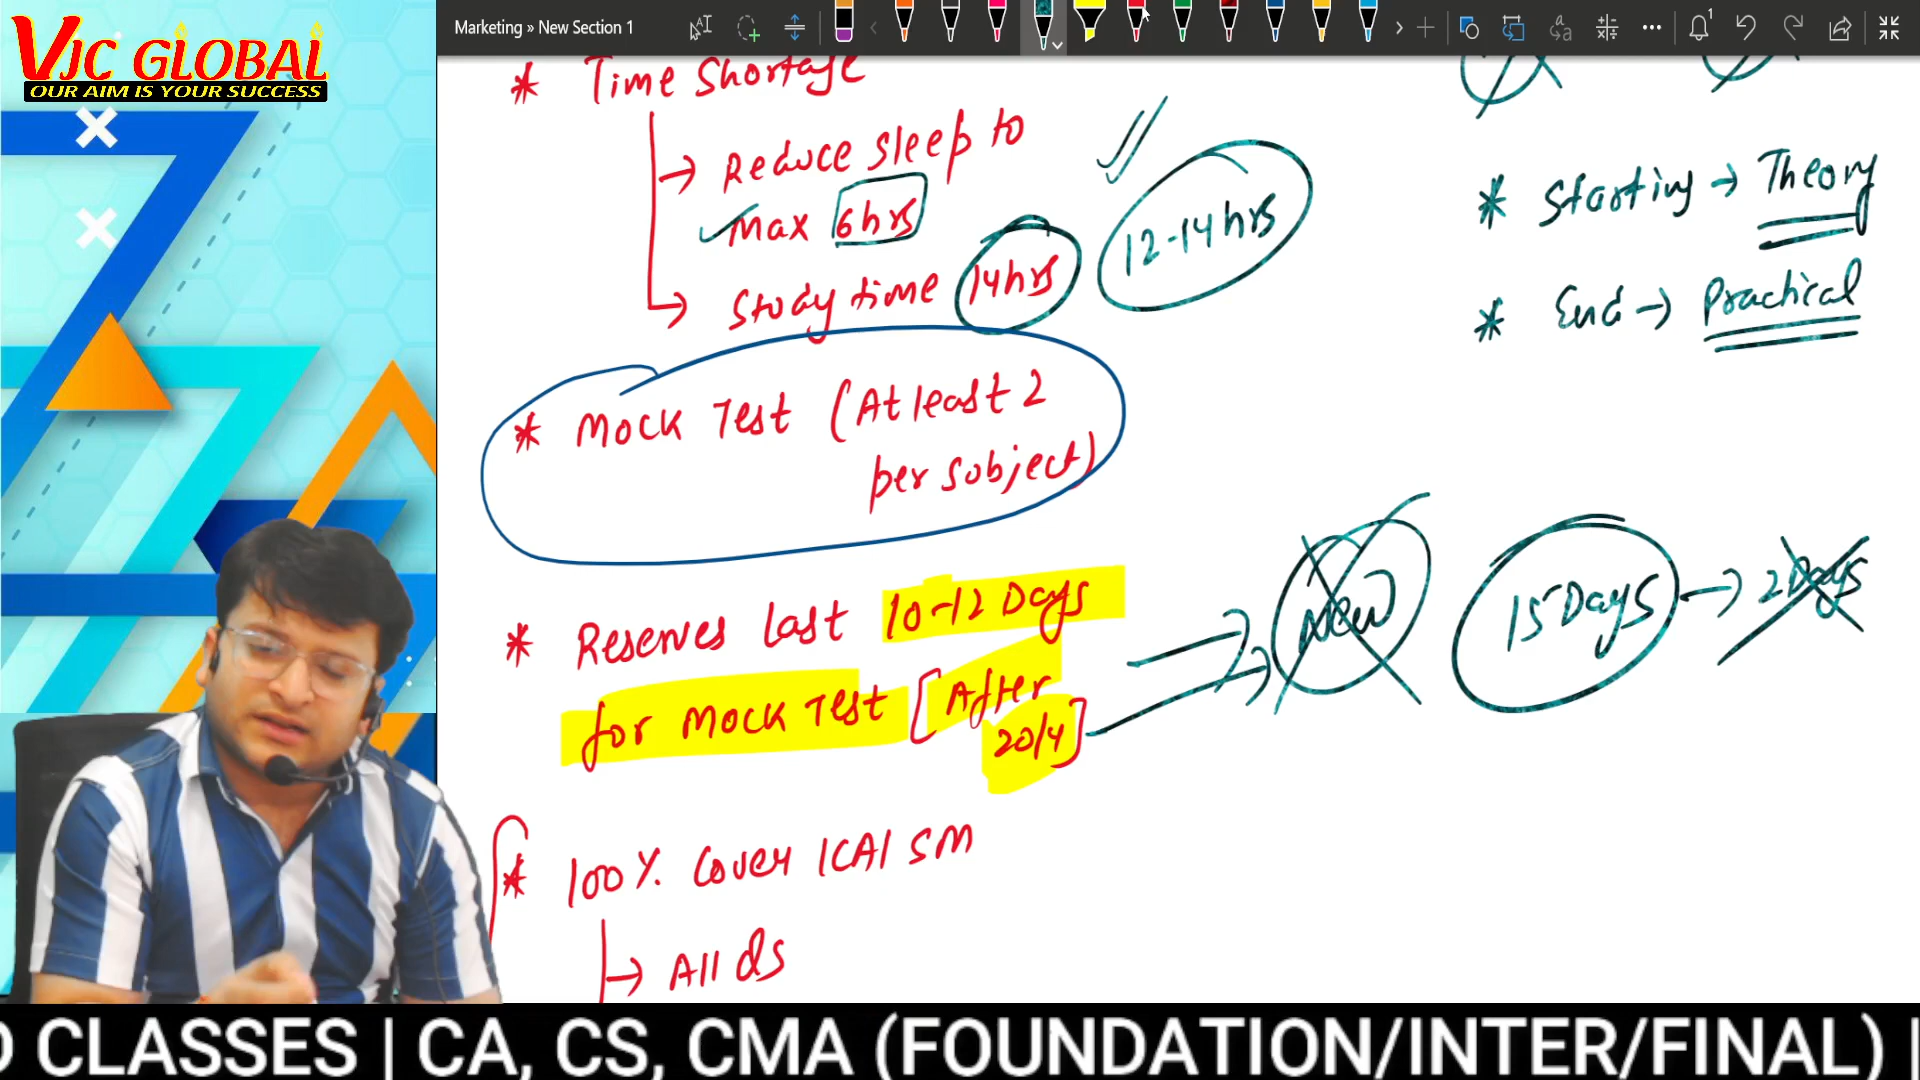 VJC GLOBAL
OUR AIM IS YOUR SUCCESS
Marketing » New Section 1
* Time Shortage
→ Reduce sleep to
Max 6hrs
12-14hrs
→ Study time 14hrs
* Starting → Theory
* End → Practical
* Mock Test (At least 2
per subject)
* Reserves last 10-12 Days
for Mock Test [After
20/4]
New
15 Days → 2 Days
* 100% Cover ICAI SM
→ All ds
CLASSES | CA, CS, CMA (FOUNDATION/INTER/FINAL) |